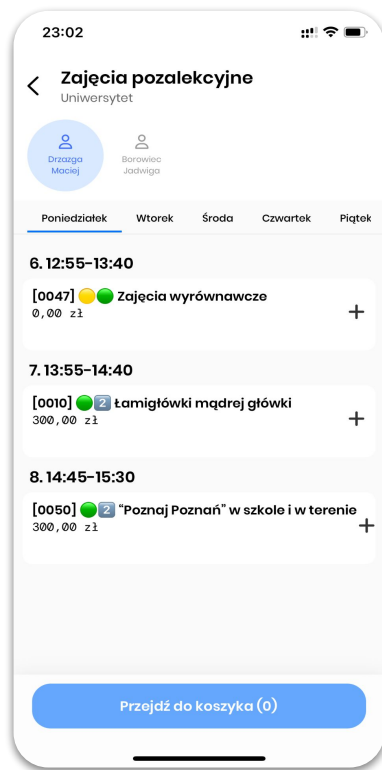 23:02
Zajęcia pozalekcyjne
Uniwersytet
Drzazga
Maciej
Borowiec
Jadwiga
Poniedziałek Wtorek Środa Czwartek Piątek
6. 12:55-13:40
[0047] 🟡🟢 Zajęcia wyrównawcze
0,00 zł
7. 13:55-14:40
[0010] 🟢2️⃣ Łamigłówki mądrej główki
300,00 zł
8. 14:45-15:30
[0050] 🟢2️⃣ “Poznaj Poznań” w szkole i w terenie
300,00 zł
Przejdź do koszyka (0)